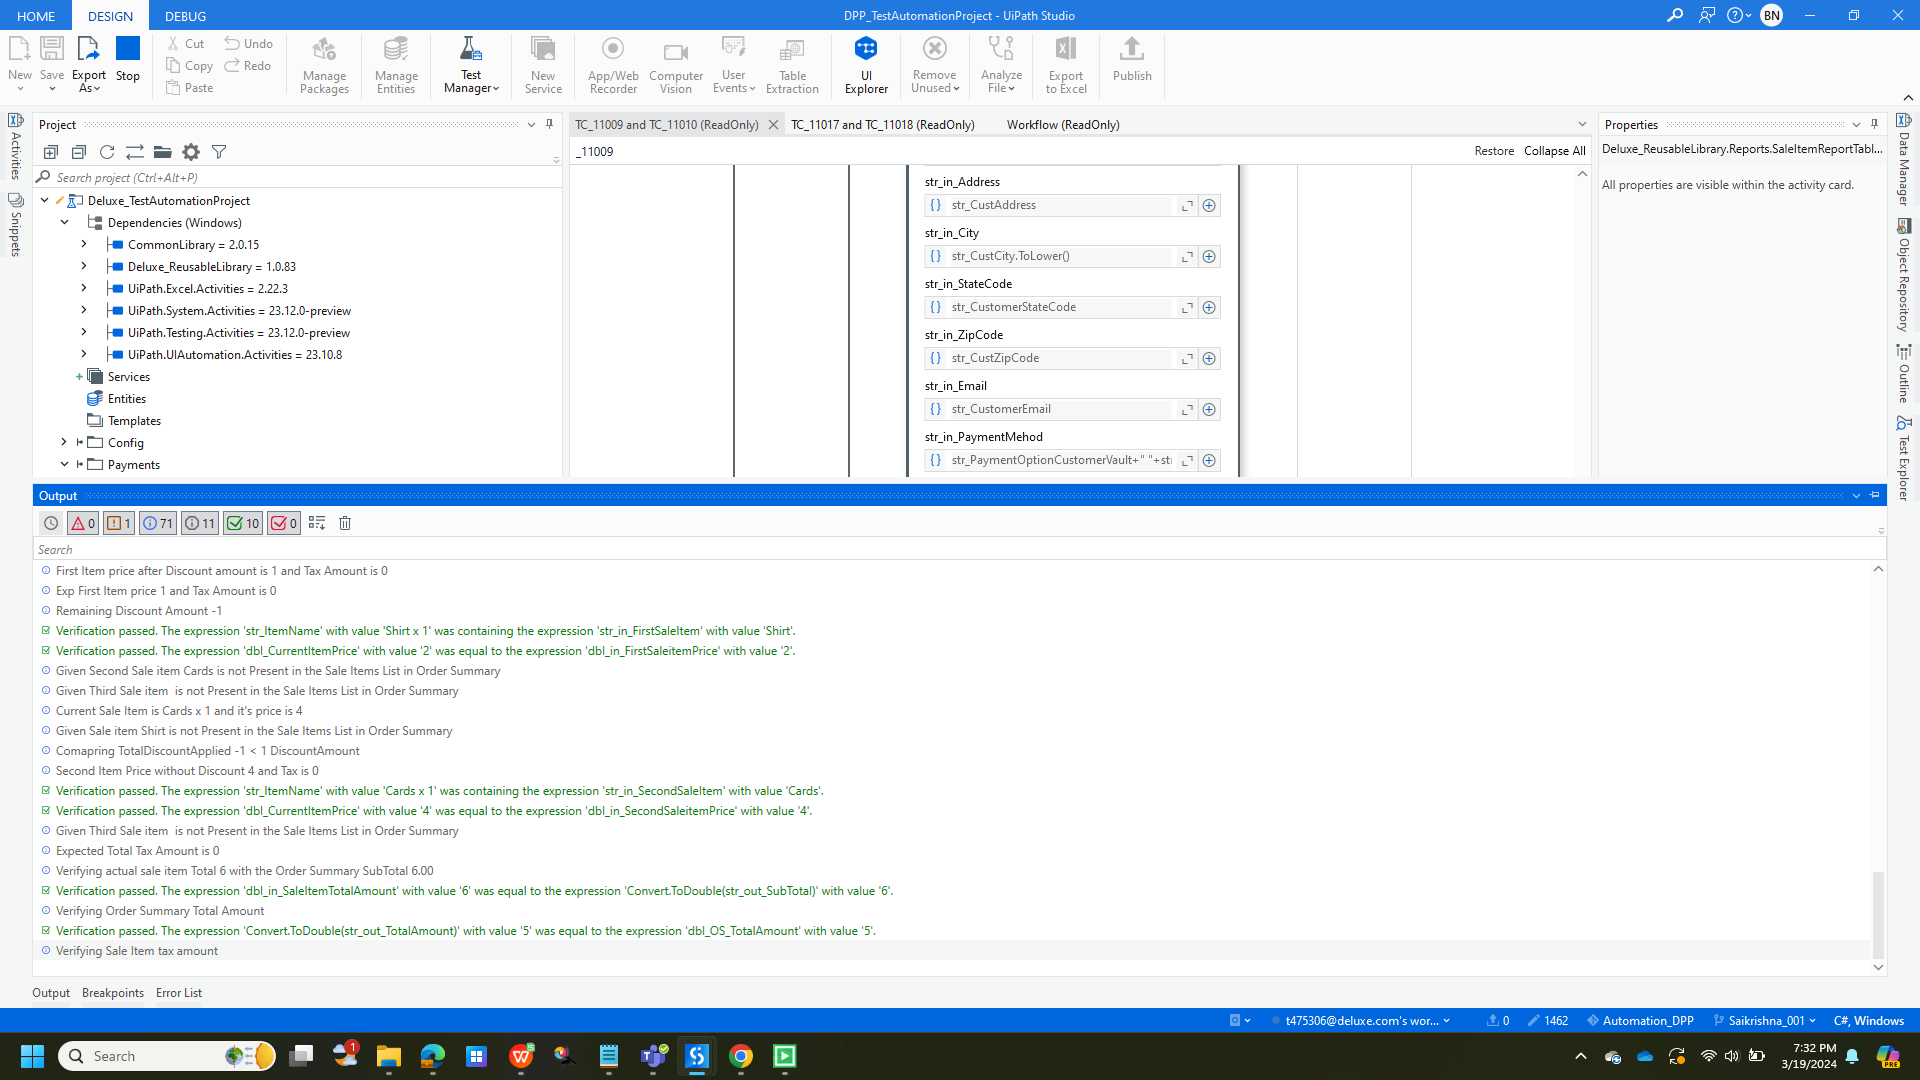 HOME DESIGN DEBUG
DPP_TestAutomationProject - UiPath Studio
BN
New
Save
Export As
Stop
Cut
Copy
Paste
Undo
Redo
Manage Packages
Manage Entities
Test Manager
New Service
App/Web Recorder
Computer Vision
User Events
Table Extraction
UI Explorer
Remove Unused
Analyze File
Export to Excel
Publish
Activities
Snippets
Project
Search project (Ctrl+Alt+P)
Deluxe_TestAutomationProject
Dependencies (Windows)
CommonLibrary = 2.0.15
Deluxe_ReusableLibrary = 1.0.83
UiPath.Excel.Activities = 2.22.3
UiPath.System.Activities = 23.12.0-preview
UiPath.Testing.Activities = 23.12.0-preview
UiPath.UIAutomation.Activities = 23.10.8
Services
Entities
Templates
Config
Payments
TC_11009 and TC_11010 (ReadOnly)
TC_11017 and TC_11018 (ReadOnly)
Workflow (ReadOnly)
_11009
Restore Collapse All
str_in_Address
{} str_CustAddress
str_in_City
{} str_CustCity.ToLower()
str_in_StateCode
{} str_CustomerStateCode
str_in_ZipCode
{} str_CustZipCode
str_in_Email
{} str_CustomerEmail
str_in_PaymentMehod
{} str_PaymentOptionCustomerVault+" "+str
Properties
Deluxe_ReusableLibrary.Reports.SaleItemReportTabl...
All properties are visible within the activity card.
Data Manager
Object Repository
Outline
Test Explorer
Output
0 1 71 11 10 0
Search
First Item price after Discount amount is 1 and Tax Amount is 0
Exp First Item price 1 and Tax Amount is 0
Remaining Discount Amount -1
Verification passed. The expression 'str_ItemName' with value 'Shirt x 1' was containing the expression 'str_in_FirstSaleItem' with value 'Shirt'.
Verification passed. The expression 'dbl_CurrentItemPrice' with value '2' was equal to the expression 'dbl_in_FirstSaleitemPrice' with value '2'.
Given Second Sale item Cards is not Present in the Sale Items List in Order Summary
Given Third Sale item  is not Present in the Sale Items List in Order Summary
Current Sale Item is Cards x 1 and it's price is 4
Given Sale item Shirt is not Present in the Sale Items List in Order Summary
Comapring TotalDiscountApplied -1 < 1 DiscountAmount
Second Item Price without Discount 4 and Tax is 0
Verification passed. The expression 'str_ItemName' with value 'Cards x 1' was containing the expression 'str_in_SecondSaleItem' with value 'Cards'.
Verification passed. The expression 'dbl_CurrentItemPrice' with value '4' was equal to the expression 'dbl_in_SecondSaleitemPrice' with value '4'.
Given Third Sale item  is not Present in the Sale Items List in Order Summary
Expected Total Tax Amount is 0
Verifying actual sale item Total 6 with the Order Summary SubTotal 6.00
Verification passed. The expression 'dbl_in_SaleItemTotalAmount' with value '6' was equal to the expression 'Convert.ToDouble(str_out_SubTotal)' with value '6'.
Verifying Order Summary Total Amount
Verification passed. The expression 'Convert.ToDouble(str_out_TotalAmount)' with value '5' was equal to the expression 'dbl_OS_TotalAmount' with value '5'.
Verifying Sale Item tax amount
Output Breakpoints Error List
t475306@deluxe.com's wor... 0 1462 Automation_DPP Saikrishna_001 C#, Windows
Search
1
7:32 PM
3/19/2024
PRE